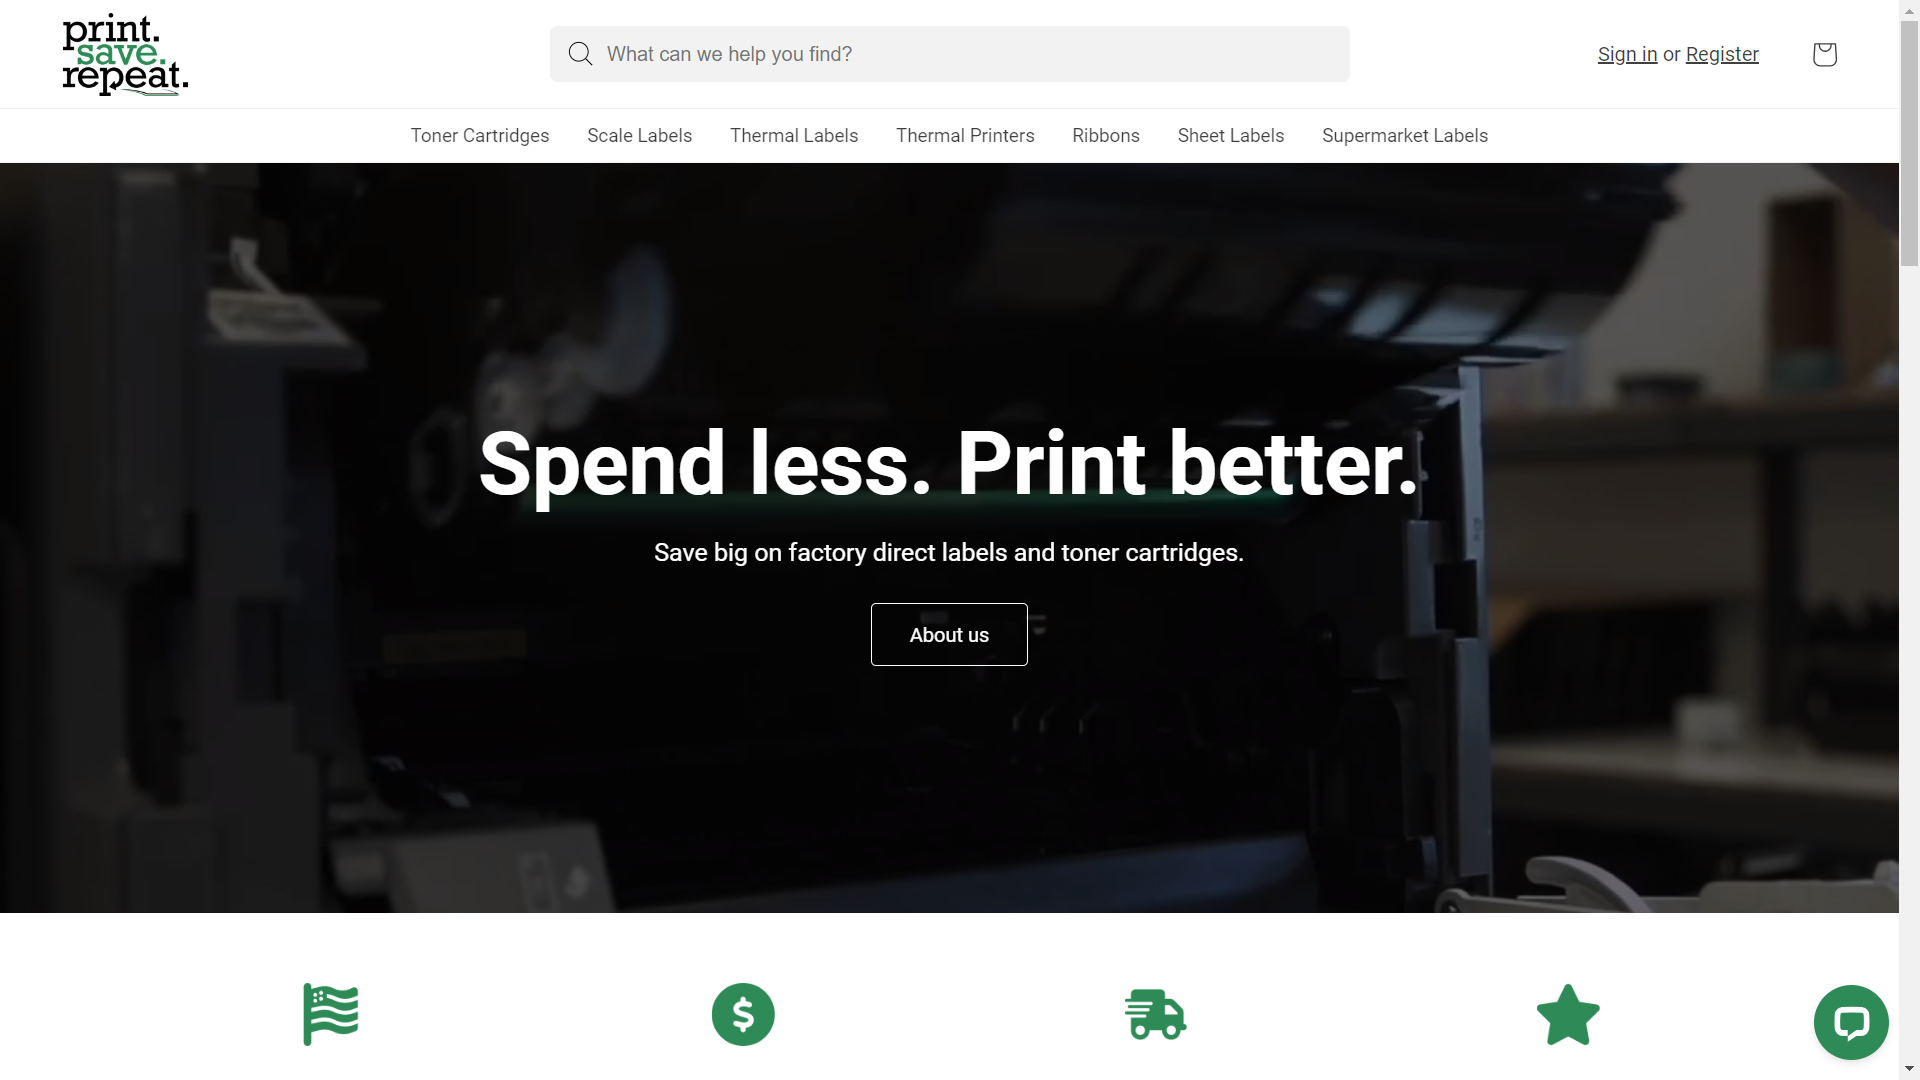 print.
save.
repeat.
What can we help you find?
Sign in or Register
Toner Cartridges Scale Labels Thermal Labels Thermal Printers Ribbons Sheet Labels Supermarket Labels
Spend less. Print better.
Save big on factory direct labels and toner cartridges.
About us